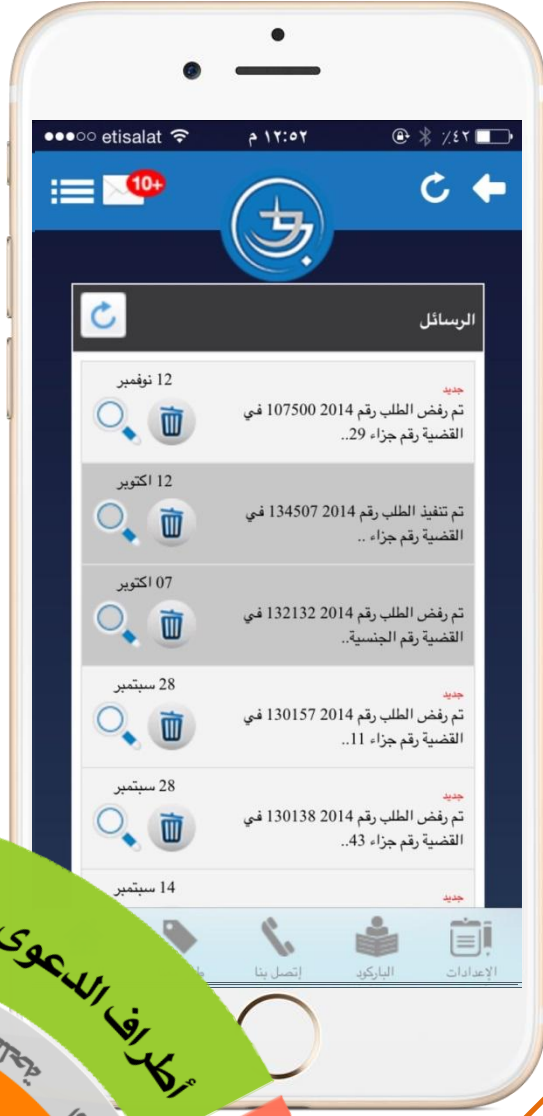 etisalat
١٢:٥٢ م
٪٤٢
10+
الرسائل
12 نوفمبر
جديد
تم رفض الطلب رقم 2014 107500 في
القضية رقم جزاء 29..
12 اكتوبر
تم تنفيذ الطلب رقم 2014 134507 في
القضية رقم جزاء ..
07 اكتوبر
تم رفض الطلب رقم 2014 132132 في
القضية رقم الجنسية..
28 سبتمبر
جديد
تم رفض الطلب رقم 2014 130157 في
القضية رقم جزاء 11..
28 سبتمبر
جديد
تم رفض الطلب رقم 2014 130138 في
القضية رقم جزاء 43..
14 سبتمبر
جديد
الإعدادات
الباركود
إتصل بنا
أطراف الدعوى